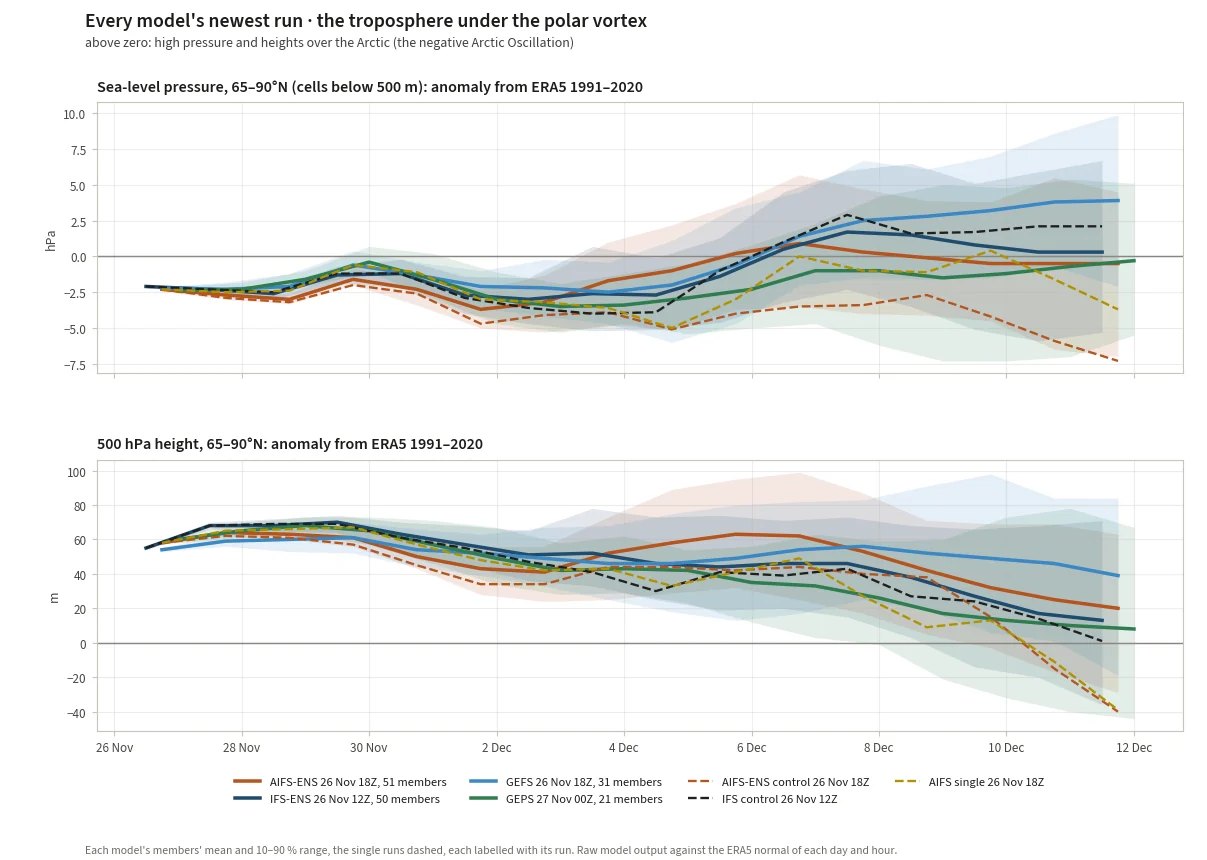 Every model's newest run · the troposphere under the polar vortex
above zero: high pressure and heights over the Arctic (the negative Arctic Oscillation)
Sea-level pressure, 65–90°N (cells below 500 m): anomaly from ERA5 1991–2020
10.0
7.5
5.0
2.5
0.0
−2.5
−5.0
−7.5
hPa
500 hPa height, 65–90°N: anomaly from ERA5 1991–2020
100
80
60
40
20
0
−20
−40
m
26 Nov 28 Nov 30 Nov 2 Dec 4 Dec 6 Dec 8 Dec 10 Dec 12 Dec
AIFS-ENS 26 Nov 18Z, 51 members GEFS 26 Nov 18Z, 31 members AIFS-ENS control 26 Nov 18Z AIFS single 26 Nov 18Z
IFS-ENS 26 Nov 12Z, 50 members GEPS 27 Nov 00Z, 21 members IFS control 26 Nov 12Z
Each model's members' mean and 10–90 % range, the single runs dashed, each labelled with its run. Raw model output against the ERA5 normal of each day and hour.